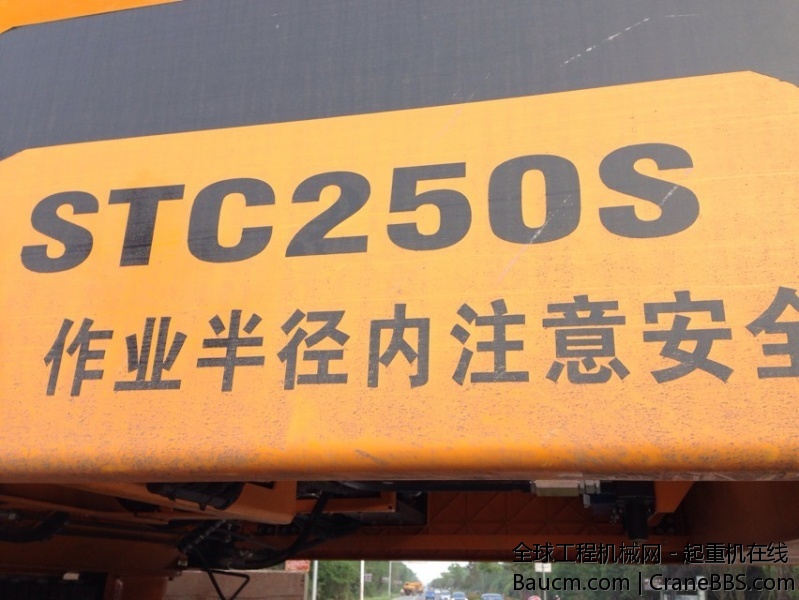 STC250S
作业半径内注意安全
全球工程机械网 - 起重机在线
Baucm.com | CraneBBS.com